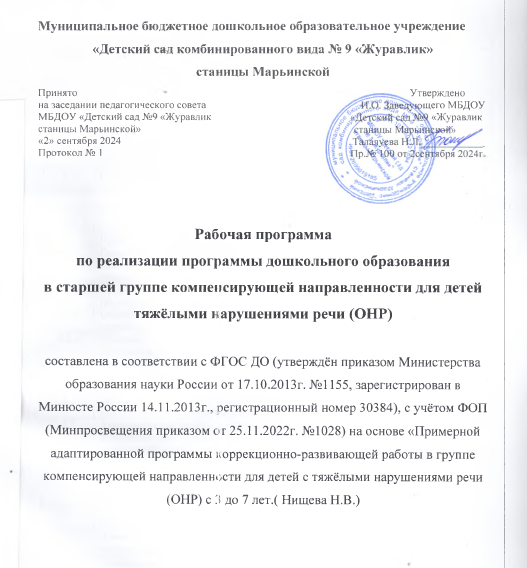 Муниципальное бюджетное дошкольное образовательное учреждение
«Детский сад комбинированного вида № 9 «Журавлик»
станицы Марьинской
Принято Утверждено
на заседании педагогического совета И.О. Заведующего МБДОУ
МБДОУ «Детский сад №9 «Журавлик «Детский сад №9 «Журавлик
станицы Марьинской» станицы Марьинской»
«2» сентября 2024 Талауева Н.Л.
Протокол № 1 Пр.№ 100 от 2сентября 2024г.
Рабочая программа
по реализации программы дошкольного образования
в старшей группе компенсирующей направленности для детей
тяжёлыми нарушениями речи (ОНР)
составлена в соответствии с ФГОС ДО (утверждён приказом Министерства
образования науки России от 17.10.2013г. №1155, зарегистрирован в
Минюсте России 14.11.2013г., регистрационный номер 30384), с учётом ФОП
(Минпросвещения приказом от 25.11.2022г. №1028) на основе «Примерной
адаптированной программы коррекционно-развивающей работы в группе
компенсирующей направленности для детей с тяжёлыми нарушениями речи
(ОНР) с 3 до 7 лет.( Нищева Н.В.)